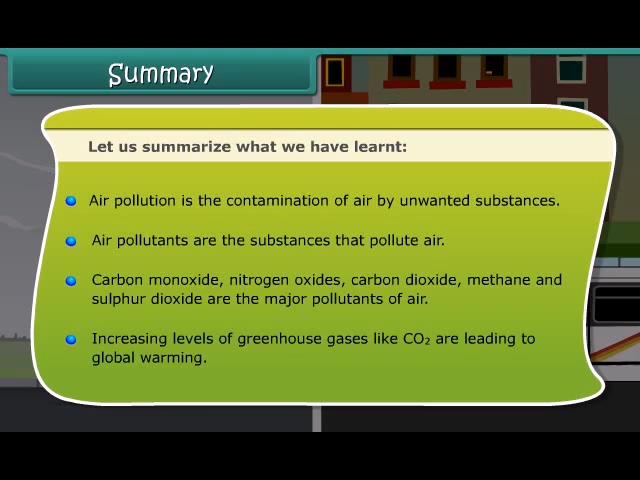 Summary
Let us summarize what we have learnt:
Air pollution is the contamination of air by unwanted substances.
Air pollutants are the substances that pollute air.
Carbon monoxide, nitrogen oxides, carbon dioxide, methane and
sulphur dioxide are the major pollutants of air.
Increasing levels of greenhouse gases like CO₂ are leading to
global warming.